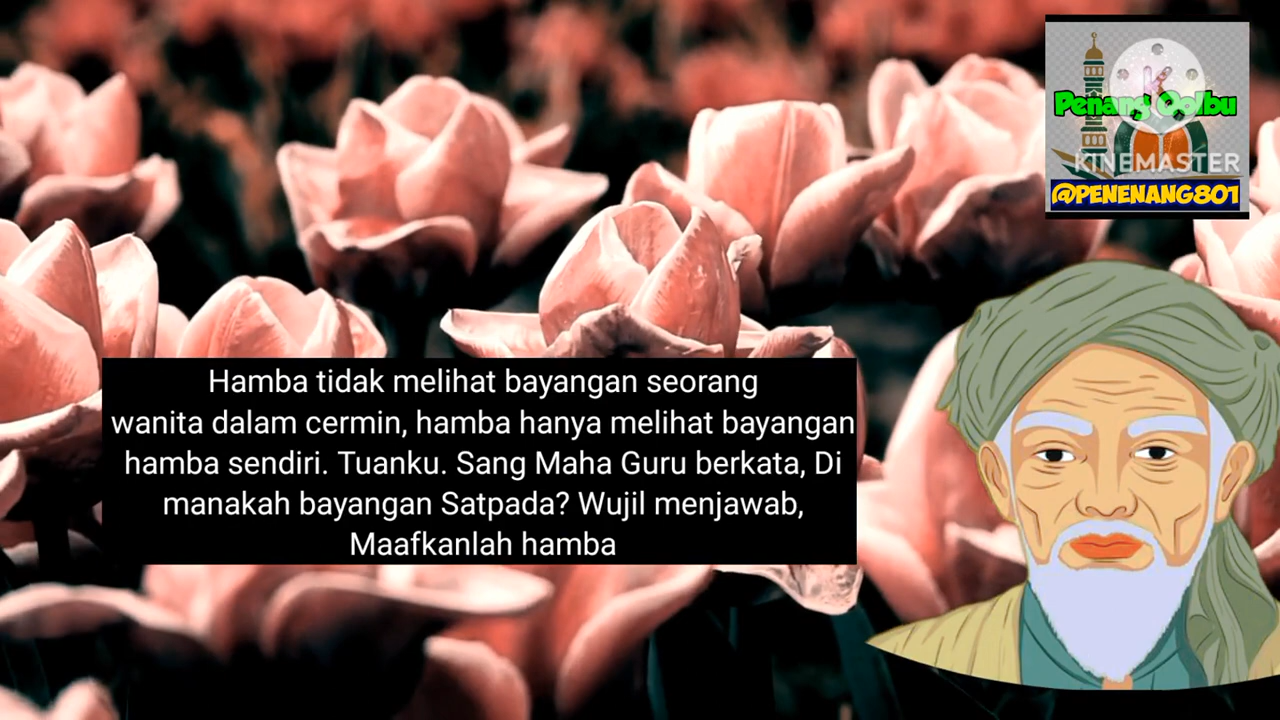 Penang Qolbu
KINEMASTER
@PENENANG801
Hamba tidak melihat bayangan seorang
wanita dalam cermin, hamba hanya melihat bayangan
hamba sendiri. Tuanku. Sang Maha Guru berkata, Di
manakah bayangan Satpada? Wujil menjawab,
Maafkanlah hamba